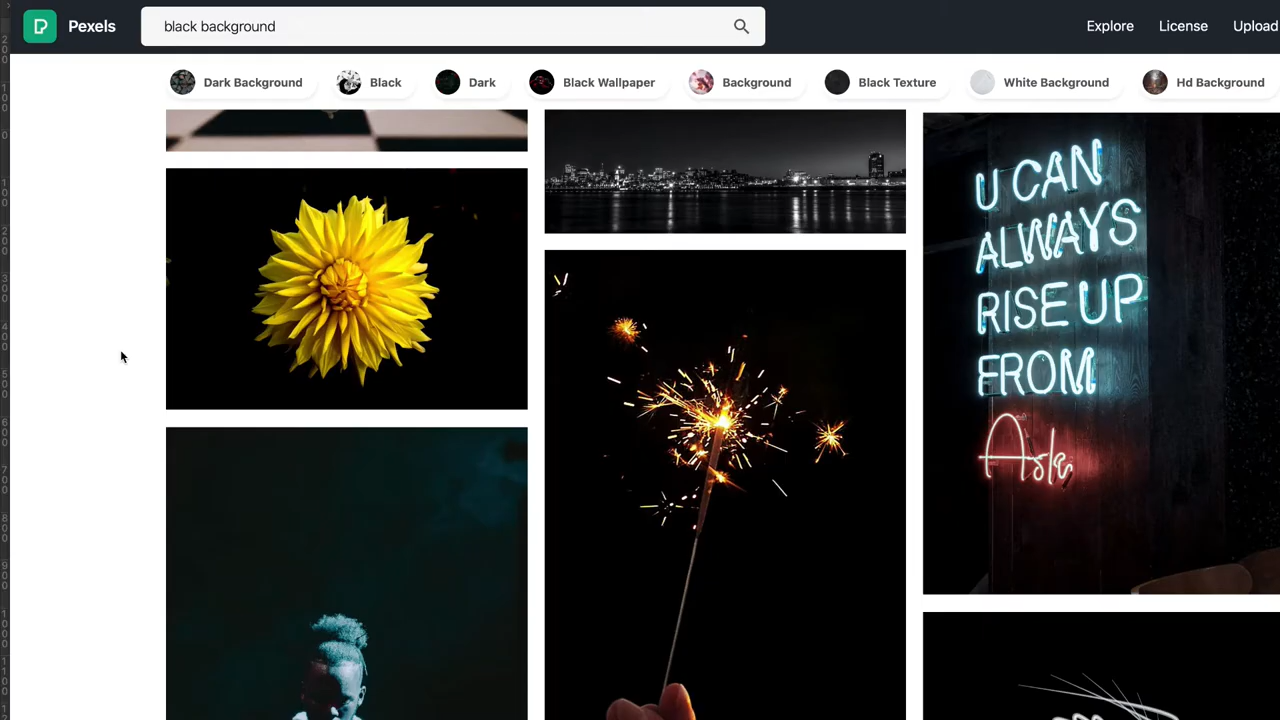 Pexels
black background
Explore
License
Upload
Dark Background
Black
Dark
Black Wallpaper
Background
Black Texture
White Background
Hd Background
U CAN
ALWAYS
RISE UP
FROM